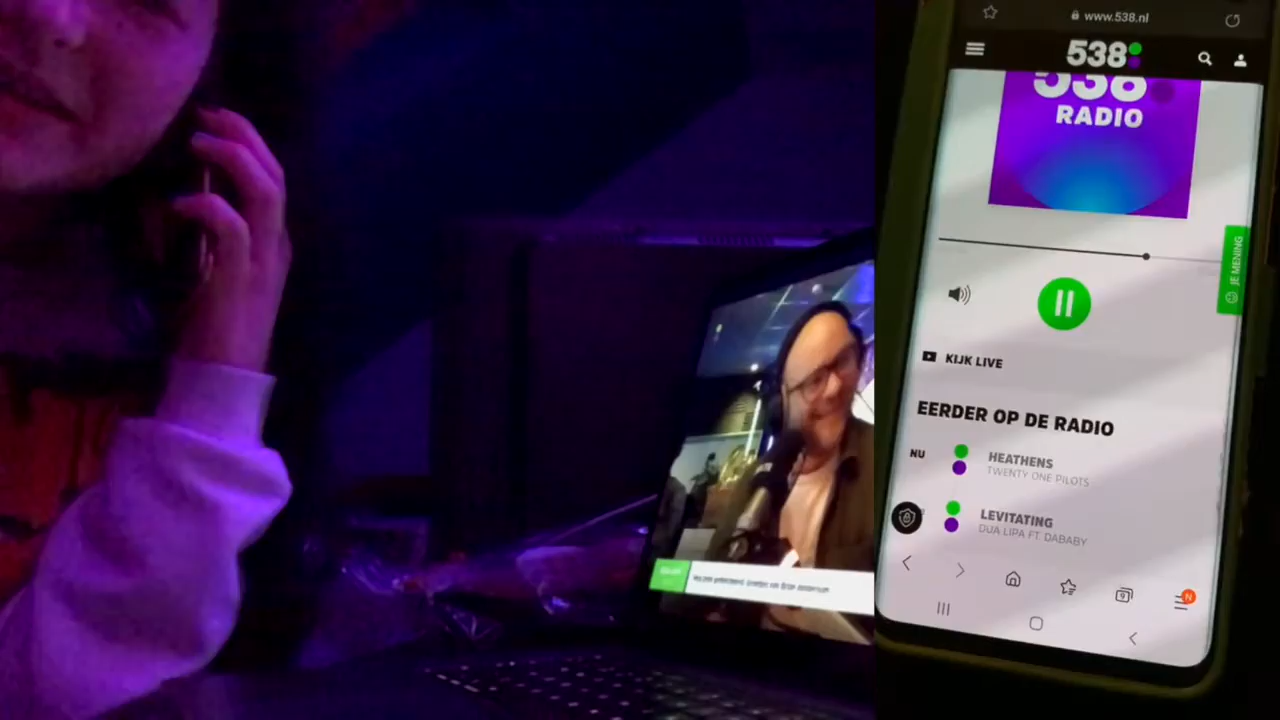 www.538.nl
538
538
RADIO
JE MENING
KIJK LIVE
EERDER OP DE RADIO
NU
HEATHENS
TWENTY ONE PILOTS
LEVITATING
DUA LIPA FT. DABABY
9
N